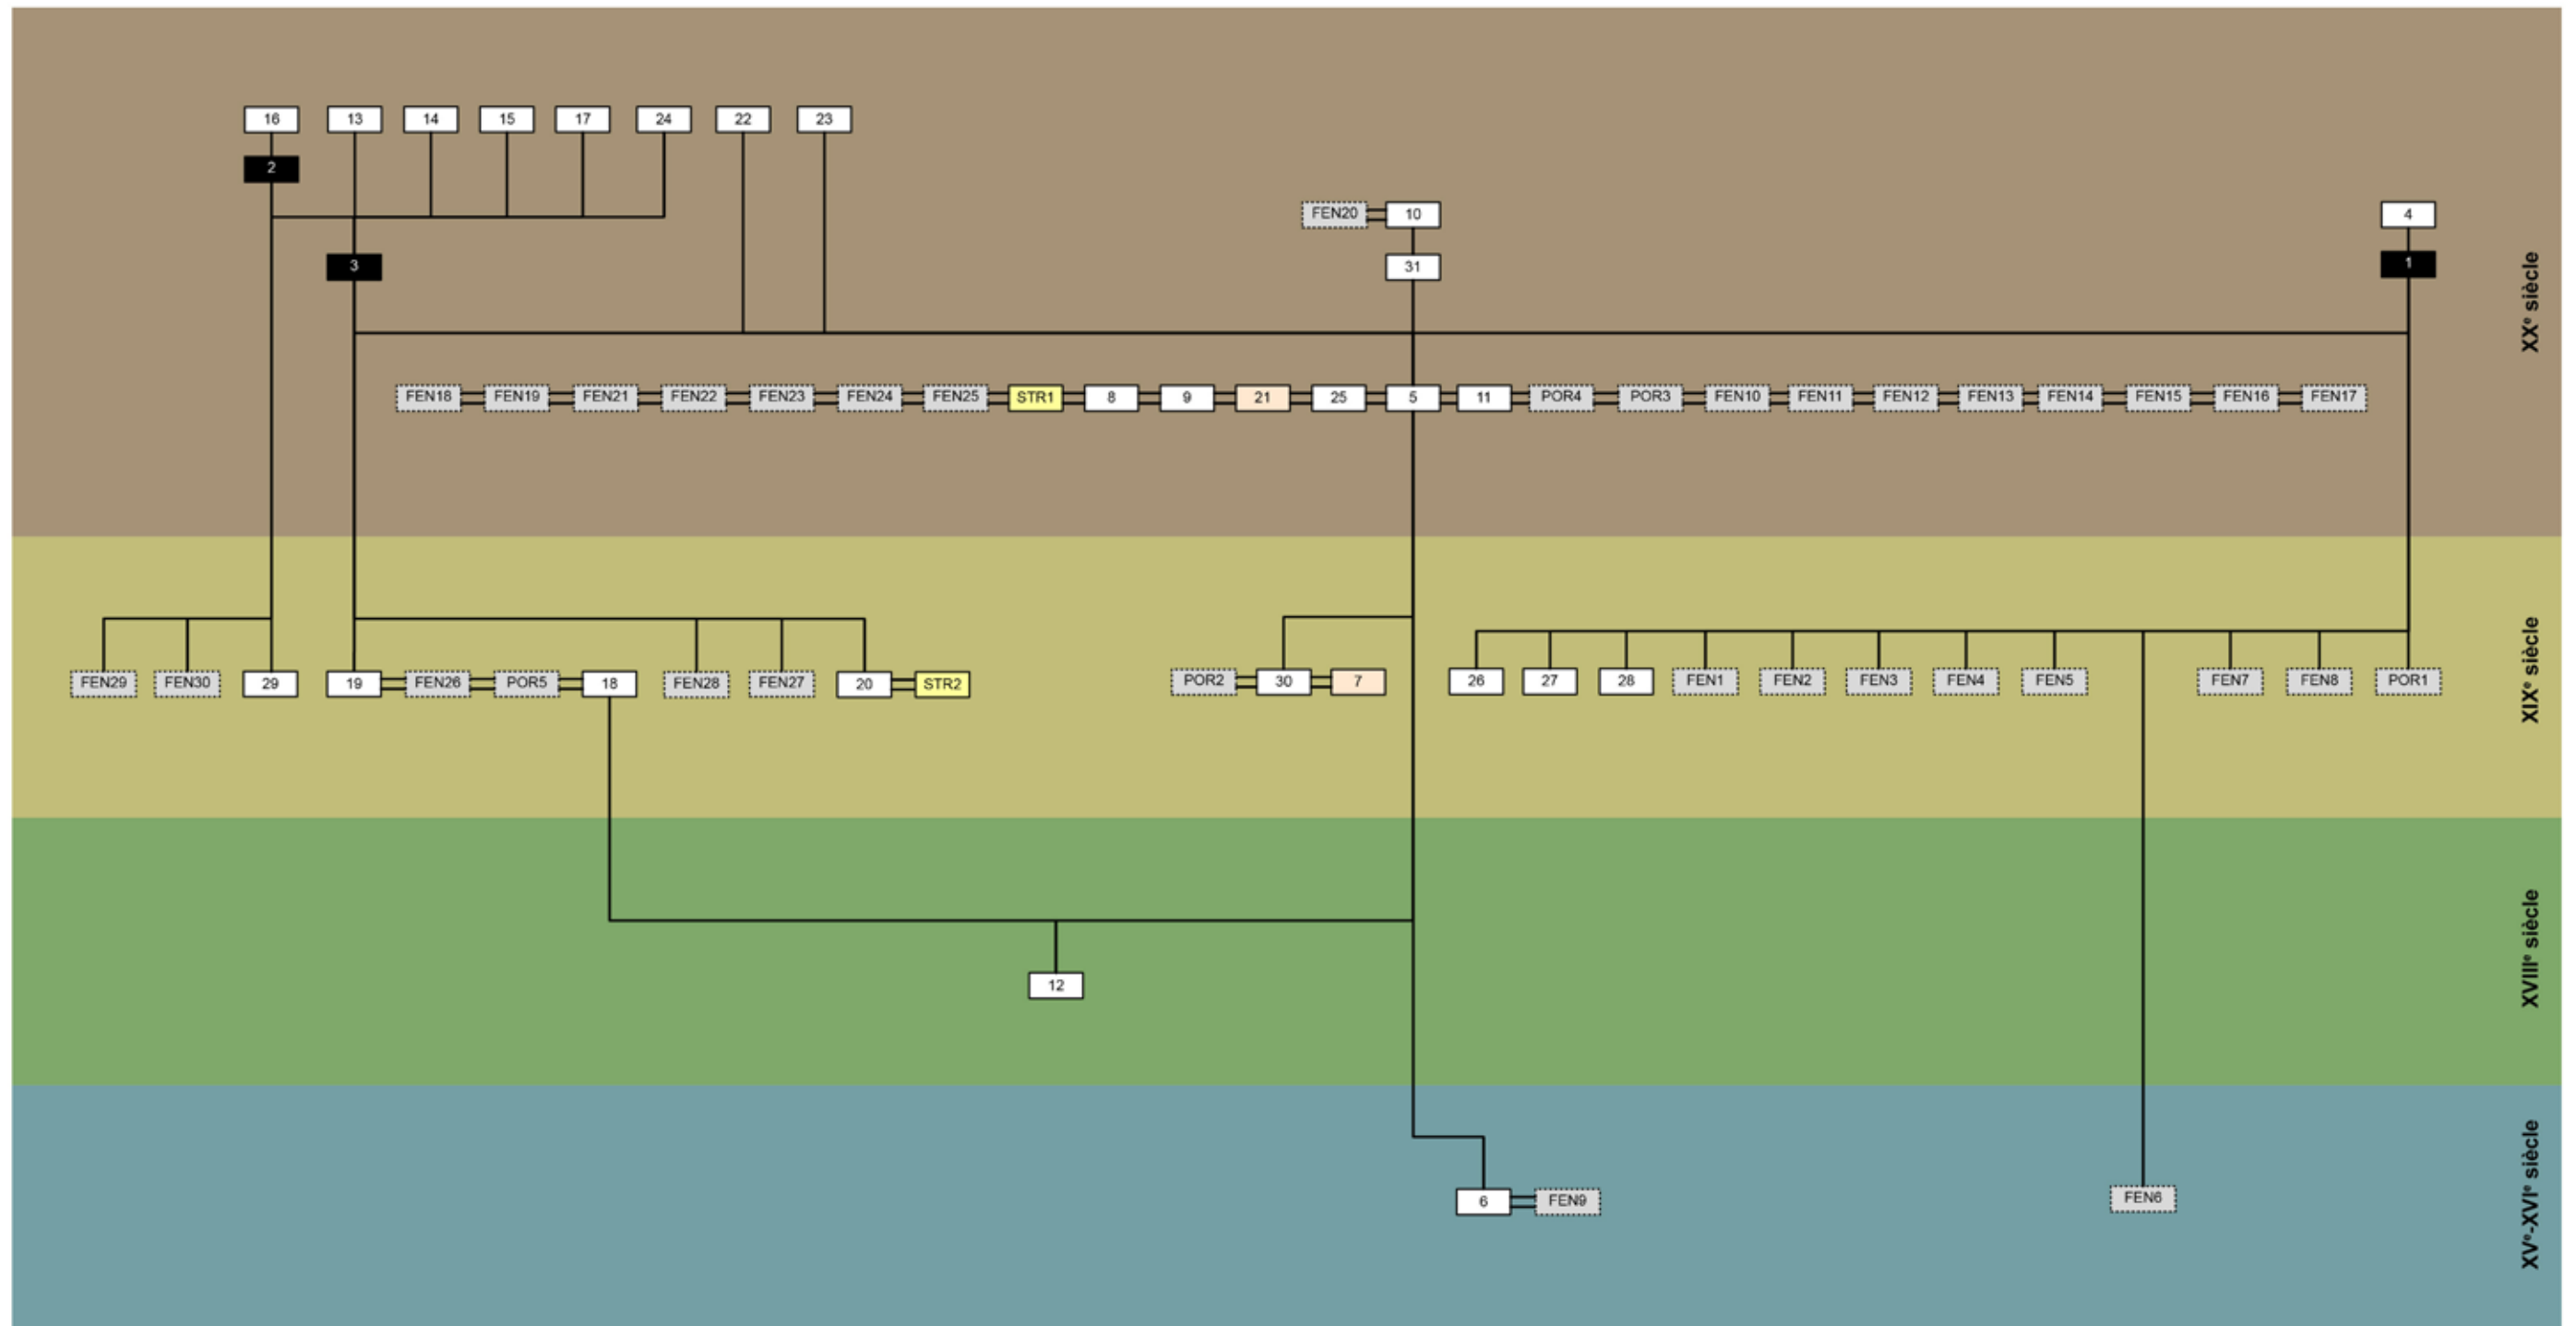 16 13 14 15 17 24 22 23
2
FEN20 10 4
3 31 1
XXe siècle
FEN18 FEN19 FEN21 FEN22 FEN23 FEN24 FEN25 STR1 8 9 21 25 5 11 POR4 POR3 FEN10 FEN11 FEN12 FEN13 FEN14 FEN15 FEN16 FEN17
XIXe siècle
FEN29 FEN30 29 19 FEN26 POR5 18 FEN28 FEN27 20 STR2 POR2 30 7 26 27 28 FEN1 FEN2 FEN3 FEN4 FEN5 FEN7 FEN8 POR1
XVIIIe siècle
12
XVe-XVIe siècle
6 FEN9 FEN6